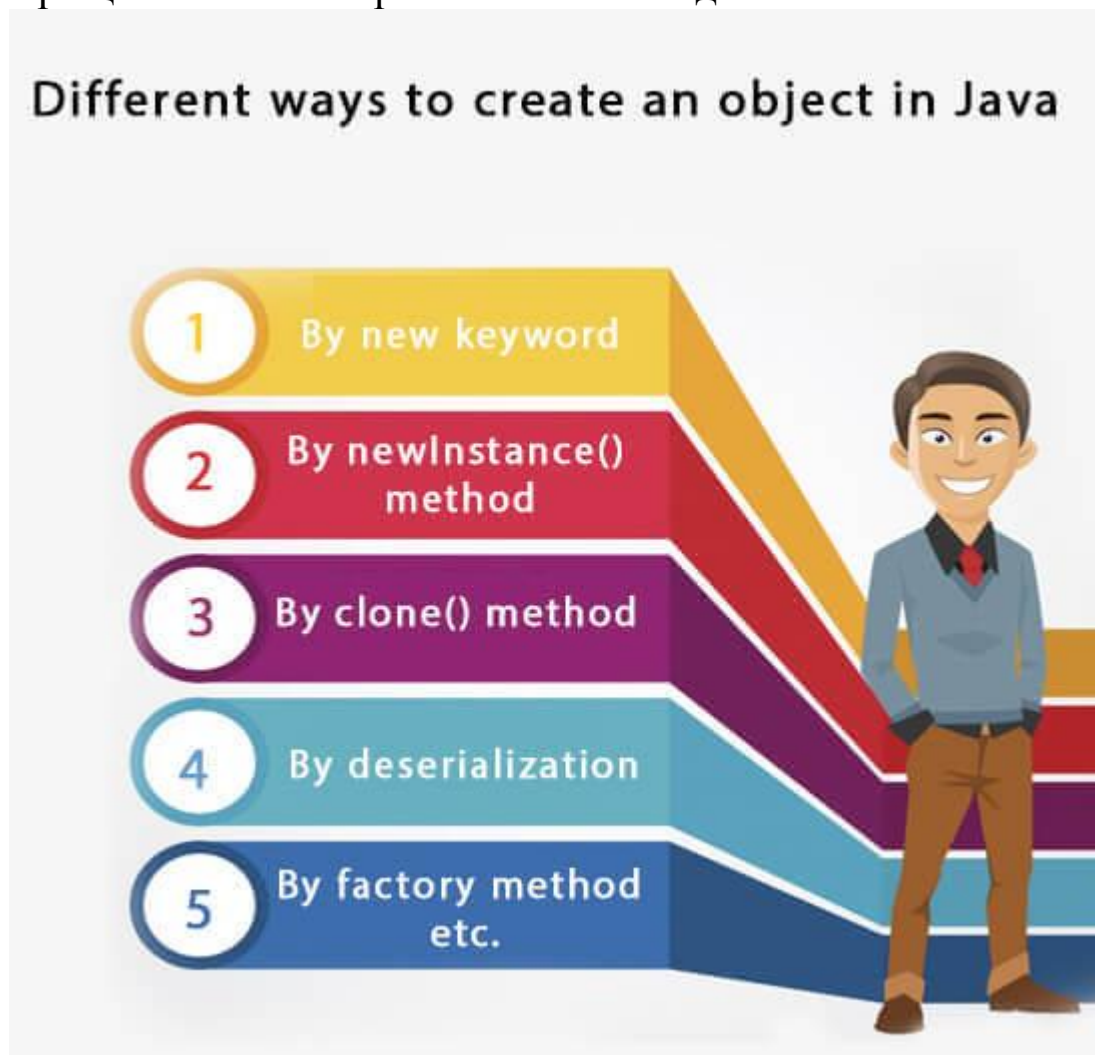 Different ways to create an object in Java
1
By new keyword
2
By newInstance()
method
3
By clone() method
4
By deserialization
5
By factory method
etc.